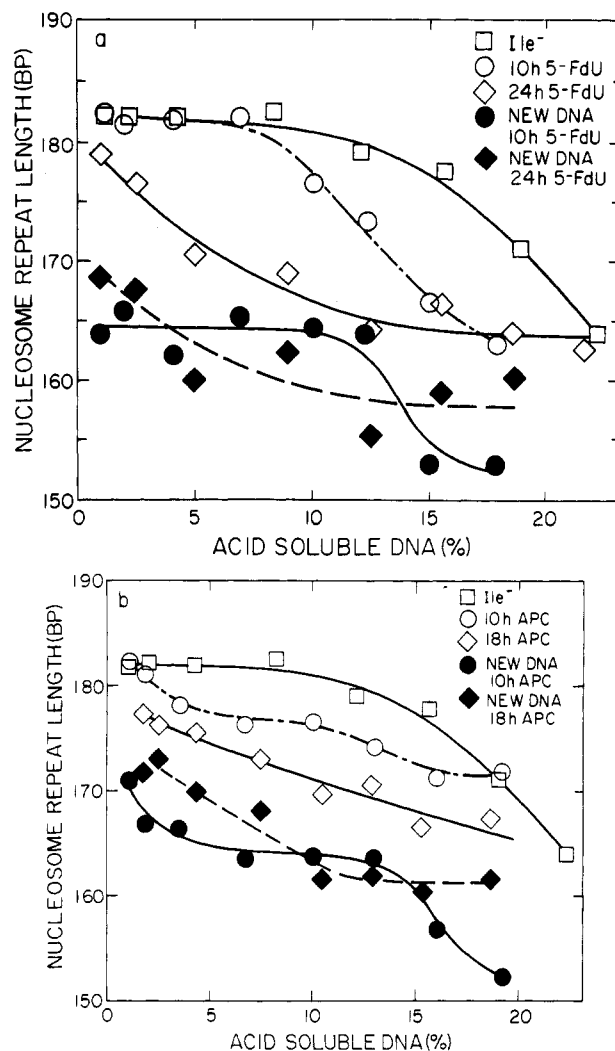 a
NUCLEOSOME REPEAT LENGTH (BP)
190
180
170
160
150
Ile⁻
10h 5-FdU
24h 5-FdU
NEW DNA
10h 5-FdU
NEW DNA
24h 5-FdU
0
5
10
15
20
ACID SOLUBLE DNA (%)
b
NUCLEOSOME REPEAT LENGTH (BP)
190
180
170
160
150
Ile⁻
10h APC
18h APC
NEW DNA
10h APC
NEW DNA
18h APC
0
5
10
15
20
ACID SOLUBLE DNA (%)